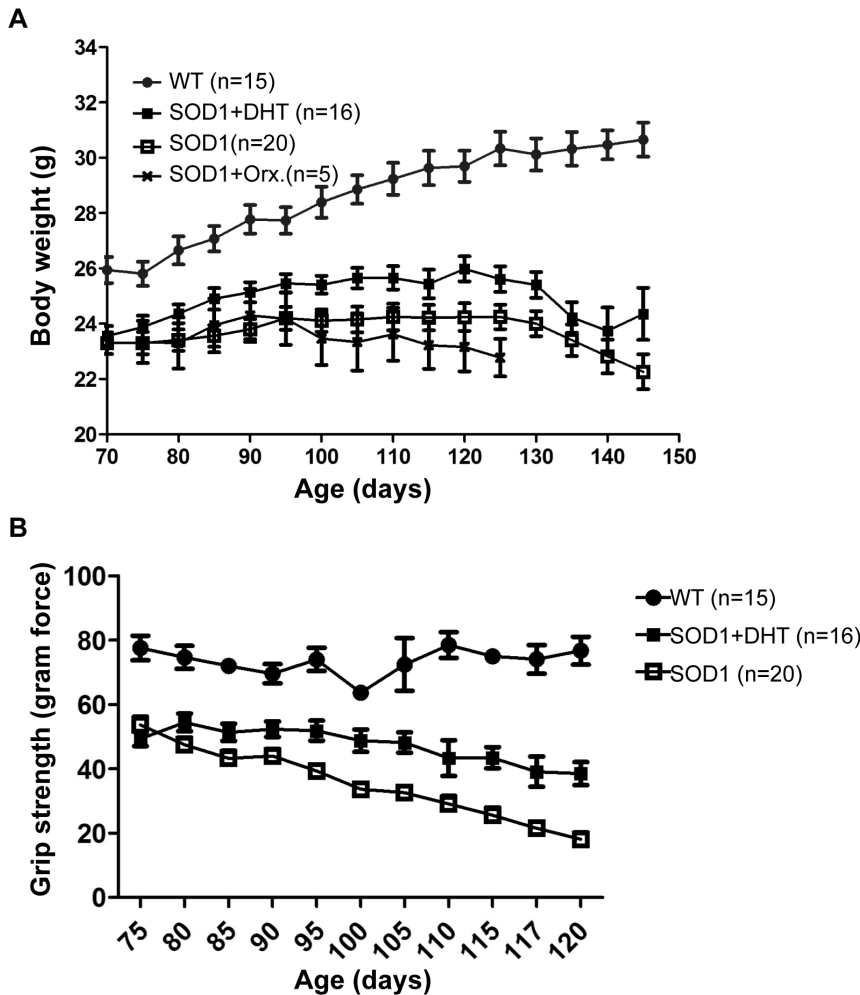 A
34
32
30
28
26
24
22
20
Body weight (g)
WT (n=15)
SOD1+DHT (n=16)
SOD1(n=20)
SOD1+Orx.(n=5)
70 80 90 100 110 120 130 140 150
Age (days)
B
100
80
60
40
20
0
Grip strength (gram force)
WT (n=15)
SOD1+DHT (n=16)
SOD1 (n=20)
75 80 85 90 95 100 105 110 115 117 120
Age (days)